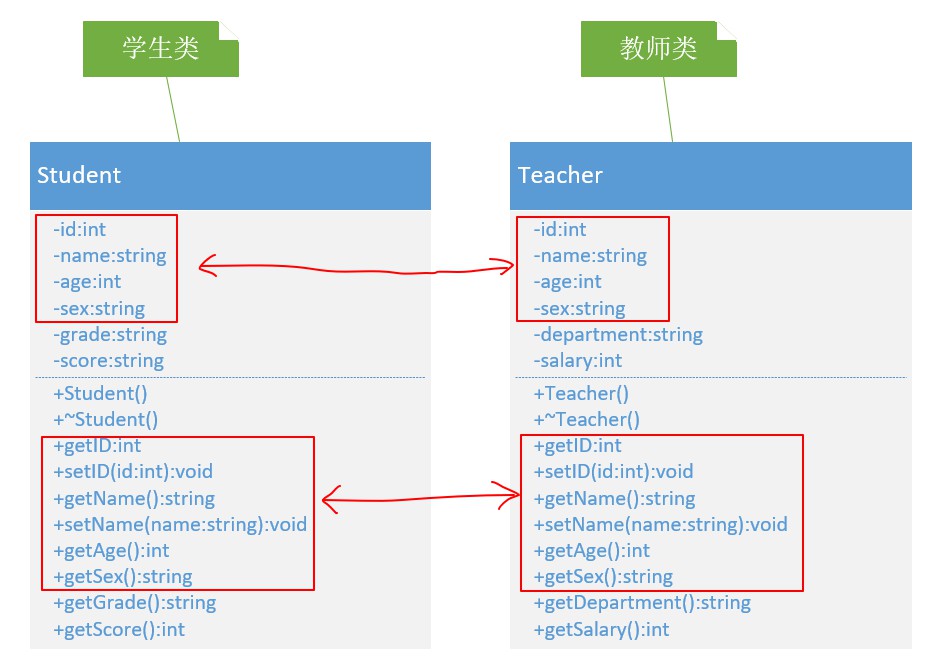 学生类
教师类
Student
-id:int
-name:string
-age:int
-sex:string
-grade:string
-score:string
+Student()
+~Student()
+getID:int
+setID(id:int):void
+getName():string
+setName(name:string):void
+getAge():int
+getSex():string
+getGrade():string
+getScore():int
Teacher
-id:int
-name:string
-age:int
-sex:string
-department:string
-salary:int
+Teacher()
+~Teacher()
+getID:int
+setID(id:int):void
+getName():string
+setName(name:string):void
+getAge():int
+getSex():string
+getDepartment():string
+getSalary():int